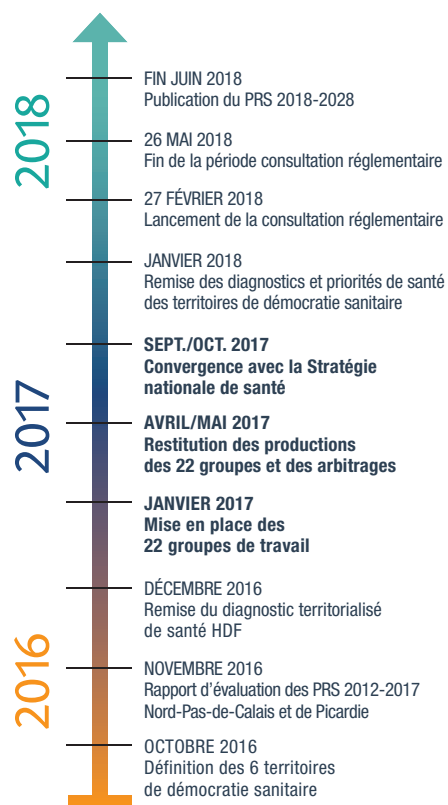 2018
FIN JUIN 2018
Publication du PRS 2018-2028
26 MAI 2018
Fin de la période consultation réglementaire
27 FÉVRIER 2018
Lancement de la consultation réglementaire
JANVIER 2018
Remise des diagnostics et priorités de santé
des territoires de démocratie sanitaire
2017
SEPT./OCT. 2017
Convergence avec la Stratégie
nationale de santé
AVRIL/MAI 2017
Restitution des productions
des 22 groupes et des arbitrages
JANVIER 2017
Mise en place des
22 groupes de travail
2016
DÉCEMBRE 2016
Remise du diagnostic territorialisé
de santé HDF
NOVEMBRE 2016
Rapport d'évaluation des PRS 2012-2017
Nord-Pas-de-Calais et de Picardie
OCTOBRE 2016
Définition des 6 territoires
de démocratie sanitaire